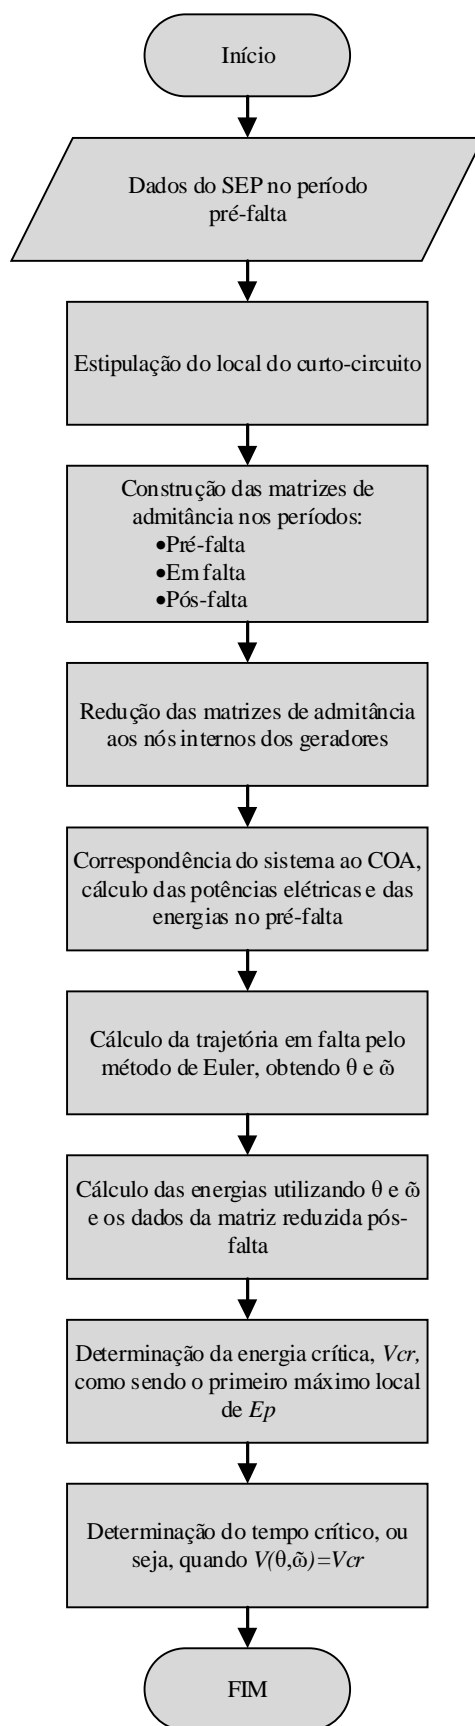 Início
Dados do SEP no período
pré-falta
Estipulação do local do curto-circuito
Construção das matrizes de
admitância nos períodos:
•Pré-falta
•Em falta
•Pós-falta
Redução das matrizes de admitância
aos nós internos dos geradores
Correspondência do sistema ao COA,
cálculo das potências elétricas e das
energias no pré-falta
Cálculo da trajetória em falta pelo
método de Euler, obtendo θ e ω̃
Cálculo das energias utilizando θ e ω̃
e os dados da matriz reduzida pós-
falta
Determinação da energia crítica, Vcr,
como sendo o primeiro máximo local
de Ep
Determinação do tempo crítico, ou
seja, quando V(θ,ω̃)=Vcr
FIM